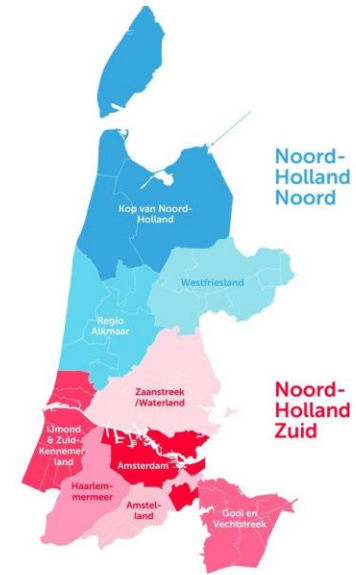 Noord-
Holland
Noord
Kop van Noord-
Holland
Westfriesland
Regio
Alkmaar
Noord-
Holland
Zuid
Zaanstreek
/Waterland
IJmond
& Zuid-
Kennemer-
land
Amsterdam
Haarlem-
mermeer
Amstel-
land
Gooi en
Vechtstreek